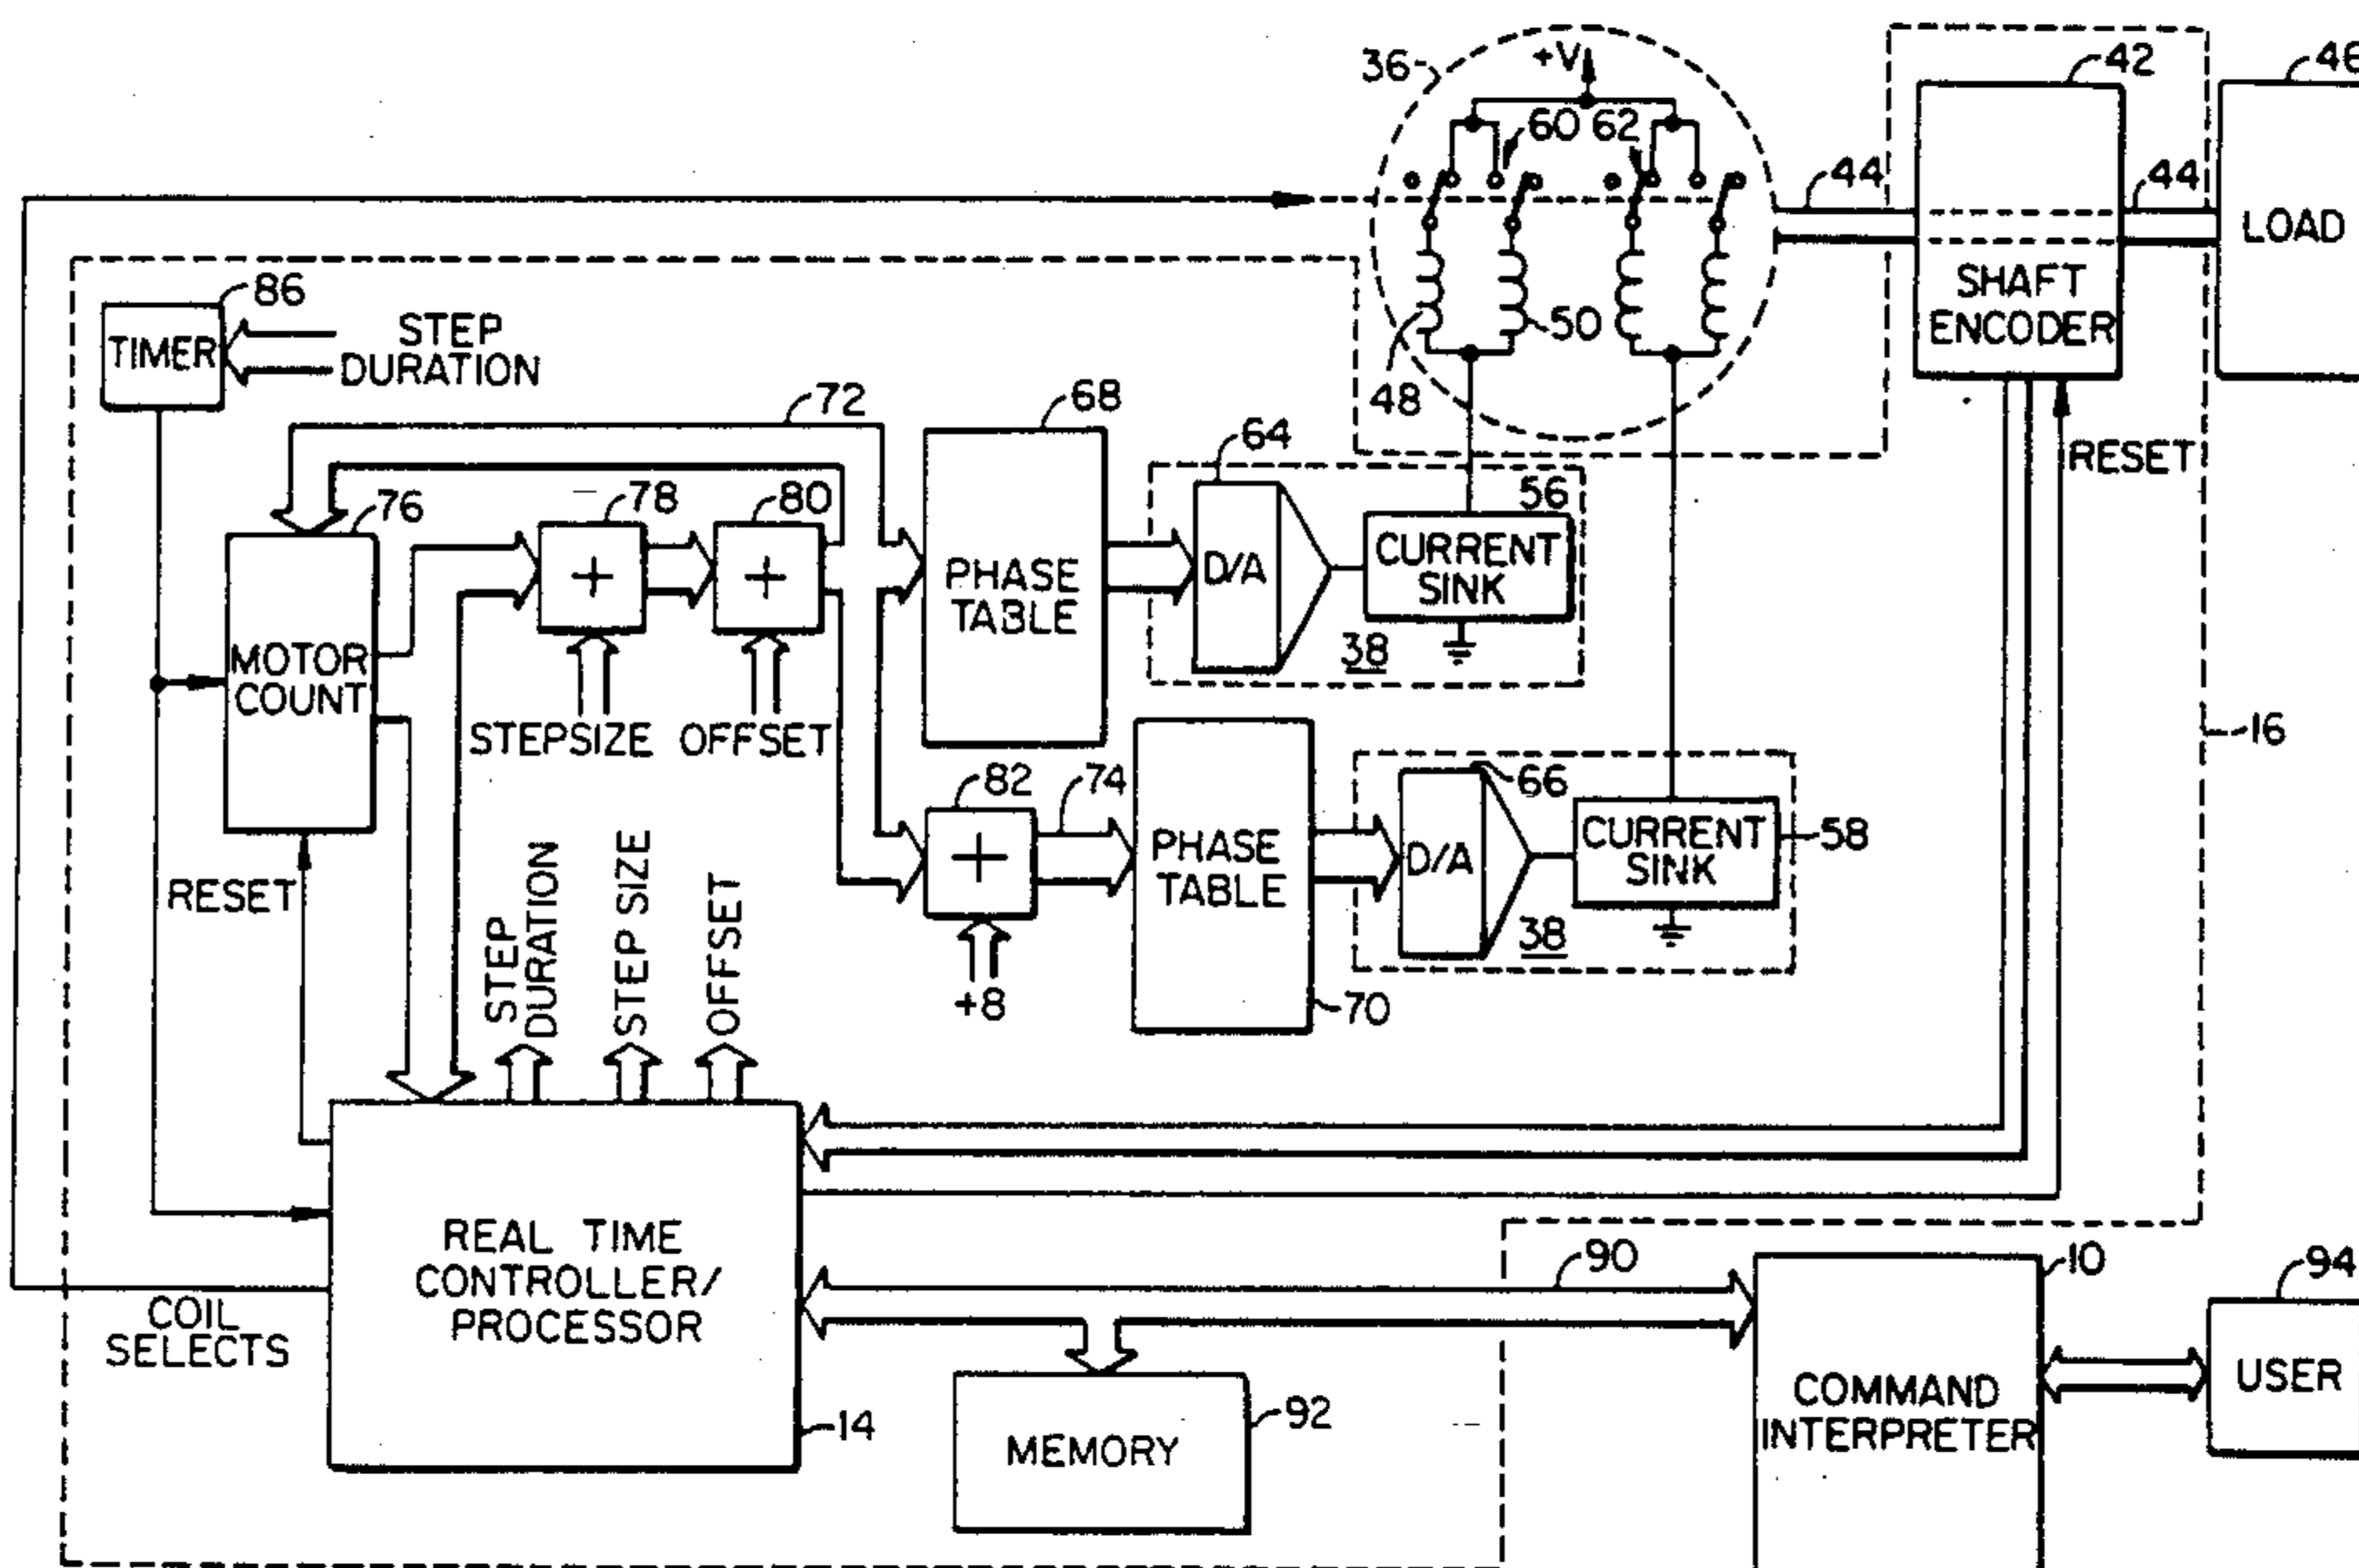 36
+V
42
46
60 62
44
44
LOAD
86
TIMER
STEP
DURATION
SHAFT
ENCODER
50
48
72
68
64
RESET
76
78
80
56
PHASE
TABLE
D/A
CURRENT
SINK
38
MOTOR
COUNT
+
+
STEPSIZE
OFFSET
16
82
74
66
58
+
PHASE
TABLE
D/A
CURRENT
SINK
38
RESET
STEP
DURATION
STEP SIZE
OFFSET
+8
70
REAL TIME
CONTROLLER/
PROCESSOR
14
COIL
SELECTS
90
10
94
MEMORY
92
COMMAND
INTERPRETER
USER